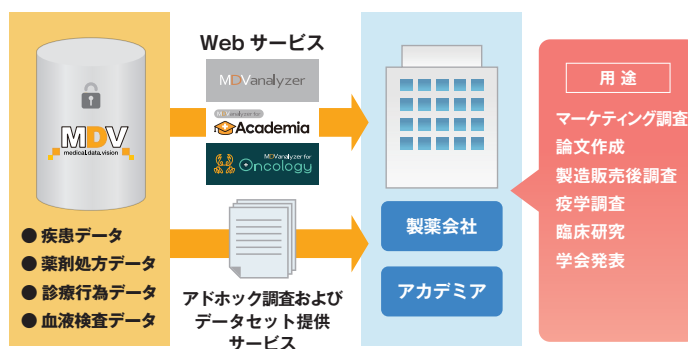 MDV
medical.data.vision
● 疾患データ
● 薬剤処方データ
● 診療行為データ
● 血液検査データ
Web サービス
MDVanalyzer
MDVanalyzer for
Academia
MDVanalyzer for
Oncology
アドホック調査および
データセット提供
サービス
製薬会社
アカデミア
用 途
マーケティング調査
論文作成
製造販売後調査
疫学調査
臨床研究
学会発表